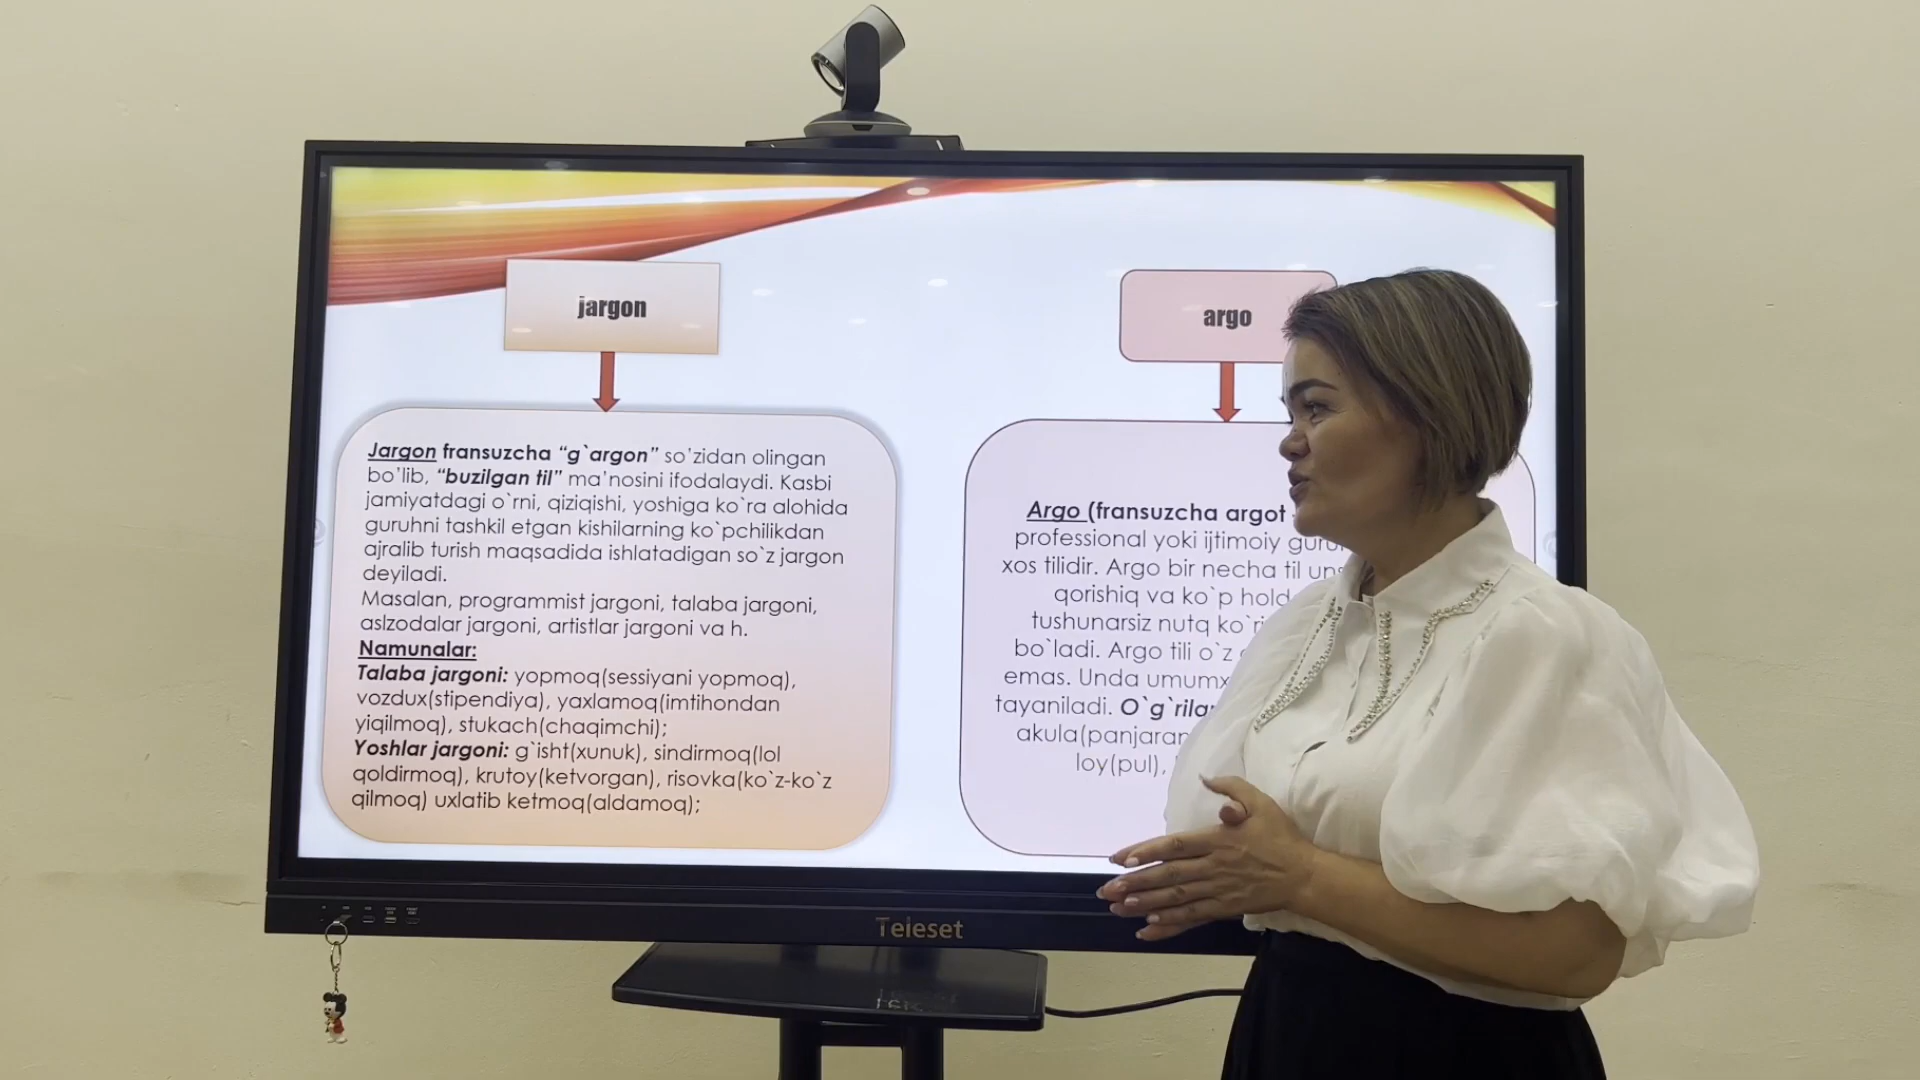 jargon
Jargon fransuzcha “g`argon” so'zidan olingan
bo'lib, “buzilgan til” ma'nosini ifodalaydi. Kasbi
jamiyatdagi o`rni, qiziqishi, yoshiga ko`ra alohida
guruhni tashkil etgan kishilarning ko`pchilikdan
ajralib turish maqsadida ishlatadigan so`z jargon
deyiladi.
Masalan, programmist jargoni, talaba jargoni,
aslzodalar jargoni, artistlar jargoni va h.
Namunalar:
Talaba jargoni: yopmoq(sessiyani yopmoq),
vozdux(stipendiya), yaxlamoq(imtihondan
yiqilmoq), stukach(chaqimchi);
Yoshlar jargoni: g`isht(xunuk), sindirmoq(lol
qoldirmoq), krutoy(ketvorgan), risovka(ko`z-ko`z
qilmoq) uxlatib ketmoq(aldamoq);
argo
Argo (fransuzcha argot
professional yoki ijtimoiy
xos tilidir. Argo bir necha til
qorishiq va ko`p hold
tushunarsiz nutq
bo`ladi. Argo tili o`z
emas. Unda
tayaniladi.
loy(pul),
Teleset